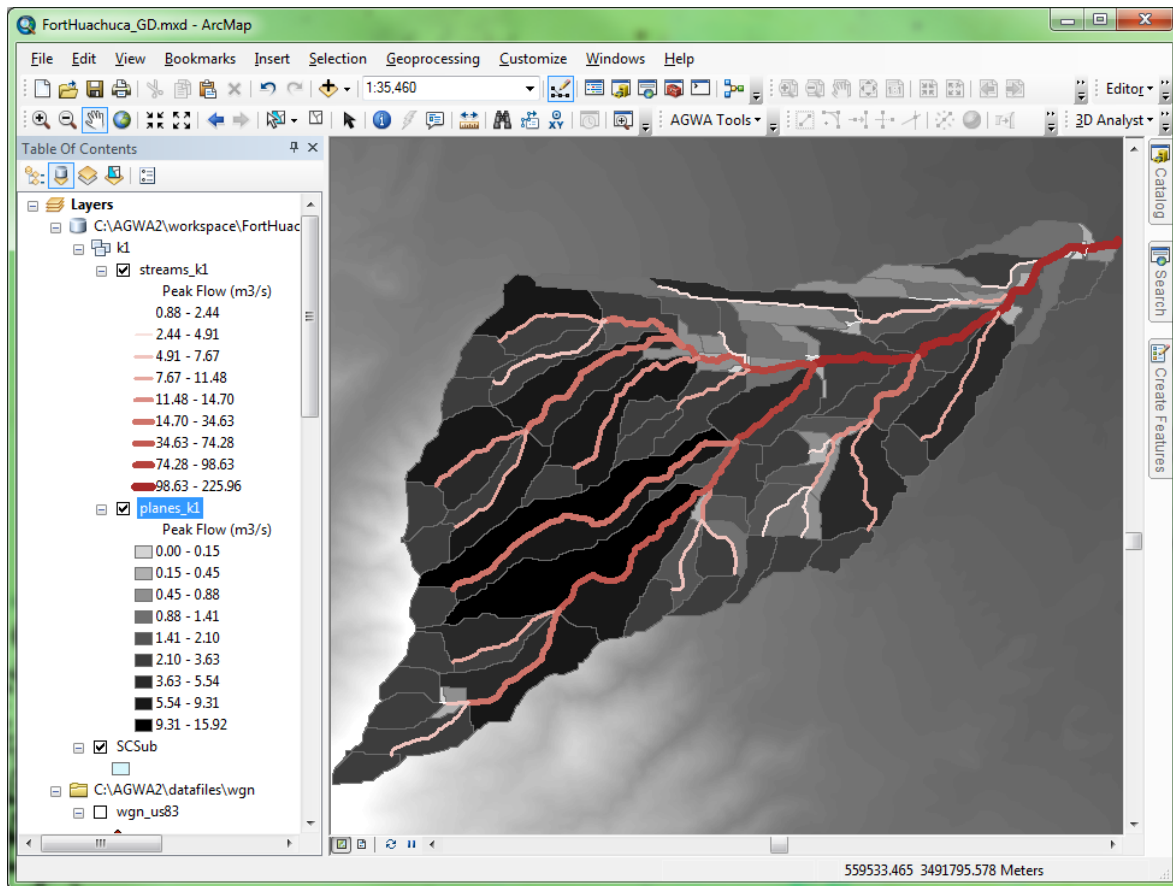 FortHuachuca_GD.mxd - ArcMap
File Edit View Bookmarks Insert Selection Geoprocessing Customize Windows Help
1:35,460
Editor
AGWA Tools
3D Analyst
Table Of Contents
Layers
C:\AGWA2\workspace\FortHuac
k1
streams_k1
Peak Flow (m3/s)
0.88 - 2.44
2.44 - 4.91
4.91 - 7.67
7.67 - 11.48
11.48 - 14.70
14.70 - 34.63
34.63 - 74.28
74.28 - 98.63
98.63 - 225.96
planes_k1
Peak Flow (m3/s)
0.00 - 0.15
0.15 - 0.45
0.45 - 0.88
0.88 - 1.41
1.41 - 2.10
2.10 - 3.63
3.63 - 5.54
5.54 - 9.31
9.31 - 15.92
SCSub
C:\AGWA2\datafiles\wgn
wgn_us83
Catalog
Search
Create Features
559533.465 3491795.578 Meters